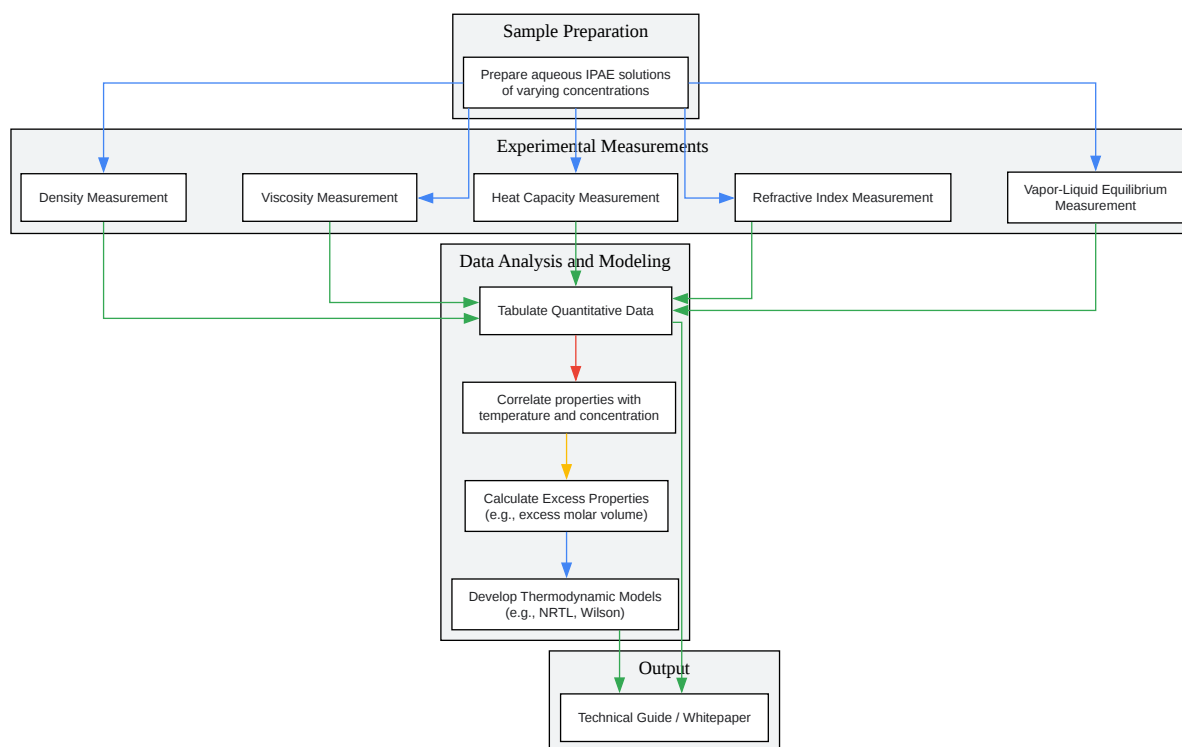 Sample Preparation
Prepare aqueous IPAE solutions
of varying concentrations
Experimental Measurements
Density Measurement
Viscosity Measurement
Heat Capacity Measurement
Refractive Index Measurement
Vapor-Liquid Equilibrium
Measurement
Data Analysis and Modeling
Tabulate Quantitative Data
Correlate properties with
temperature and concentration
Calculate Excess Properties
(e.g., excess molar volume)
Develop Thermodynamic Models
(e.g., NRTL, Wilson)
Output
Technical Guide / Whitepaper